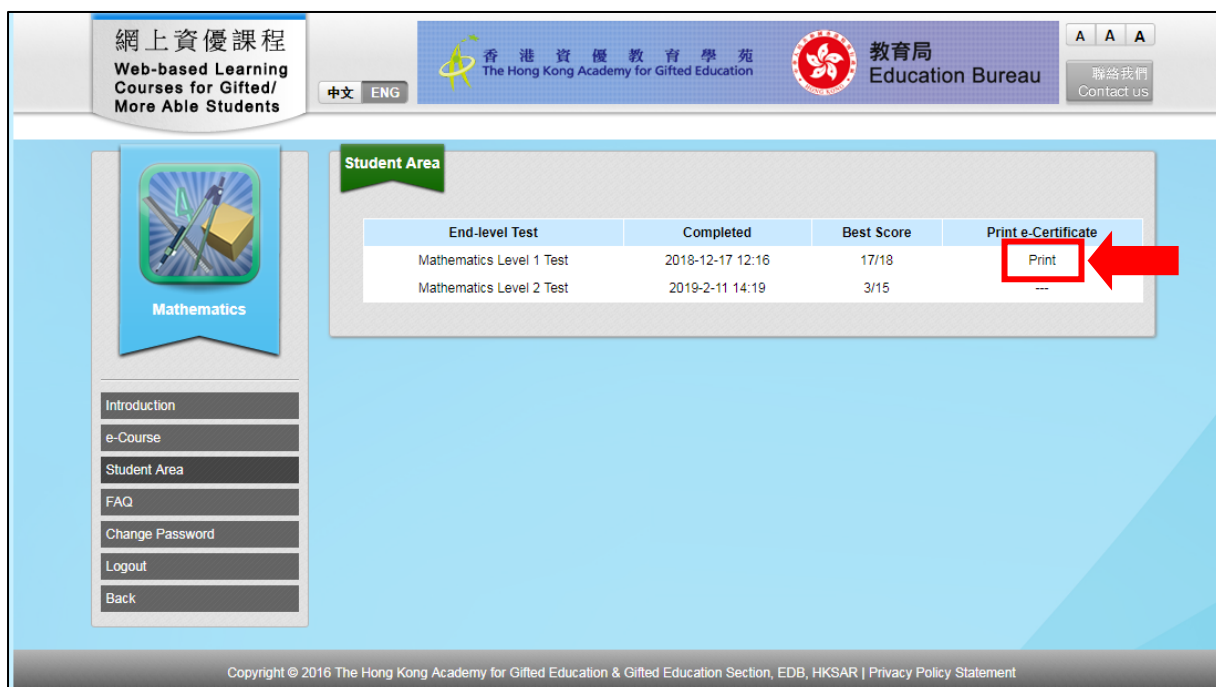 網上資優課程
Web-based Learning
Courses for Gifted/
More Able Students
中文 ENG
香港資優教育學苑
The Hong Kong Academy for Gifted Education
教育局
Education Bureau
A A A
聯絡我們
Contact us
Mathematics
Introduction
e-Course
Student Area
FAQ
Change Password
Logout
Back
Student Area
End-level Test Completed Best Score Print e-Certificate
Mathematics Level 1 Test 2018-12-17 12:16 17/18 Print
Mathematics Level 2 Test 2019-2-11 14:19 3/15 ---
Copyright © 2016 The Hong Kong Academy for Gifted Education & Gifted Education Section, EDB, HKSAR | Privacy Policy Statement